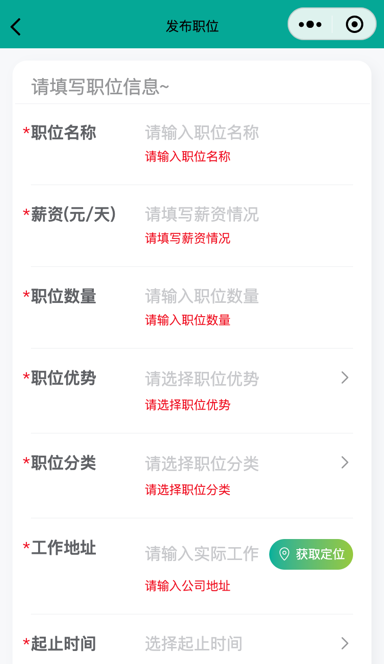 发布职位
请填写职位信息~
*职位名称 请输入职位名称
请输入职位名称
*薪资(元/天) 请填写薪资情况
请填写薪资情况
*职位数量 请输入职位数量
请输入职位数量
*职位优势 请选择职位优势
请选择职位优势
*职位分类 请选择职位分类
请选择职位分类
*工作地址 请输入实际工作 获取定位
请输入公司地址
*起止时间 选择起止时间